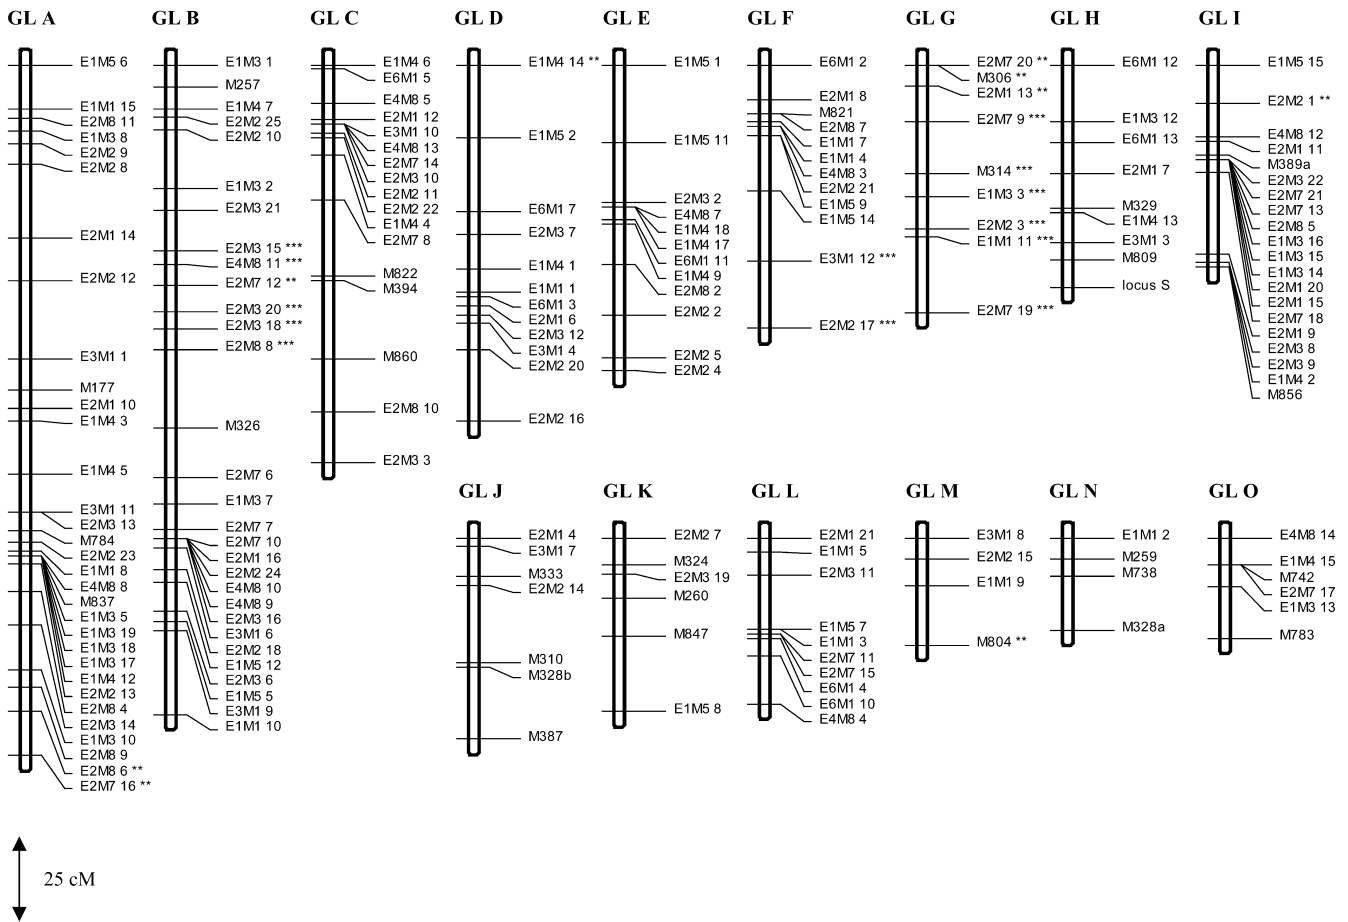 GL A
E1M5 6
E1M1 15
E2M8 11
E1M3 8
E2M2 9
E2M2 8
E2M1 14
E2M2 12
E3M1 1
M177
E2M1 10
E1M4 3
E1M4 5
E3M1 11
E2M3 13
M784
E2M2 23
E1M1 8
E4M8 8
M837
E1M3 5
E1M3 19
E1M3 18
E1M3 17
E1M4 12
E2M2 13
E2M8 4
E2M3 14
E1M3 10
E2M8 9
E2M8 6 **
E2M7 16 **
GL B
E1M3 1
M257
E1M4 7
E2M2 25
E2M2 10
E1M3 2
E2M3 21
E2M3 15 ***
E4M8 11 ***
E2M7 12 **
E2M3 20 ***
E2M3 18 ***
E2M8 8 ***
M326
E2M7 6
E1M3 7
E2M7 7
E2M7 10
E2M1 16
E2M2 24
E4M8 10
E4M8 9
E2M3 16
E3M1 6
E2M2 18
E1M5 12
E2M3 6
E1M5 5
E3M1 9
E1M1 10
GL C
E1M4 6
E6M1 5
E4M8 5
E2M1 12
E3M1 10
E4M8 13
E2M7 14
E2M3 10
E2M2 11
E2M2 22
E1M4 4
E2M7 8
M822
M394
M860
E2M8 10
E2M3 3
GL D
E1M4 14 **
E1M5 2
E6M1 7
E2M3 7
E1M4 1
E1M1 1
E6M1 3
E2M1 6
E2M3 12
E3M1 4
E2M2 20
E2M2 16
GL E
E1M5 1
E1M5 11
E2M3 2
E4M8 7
E1M4 18
E1M4 17
E6M1 11
E1M4 9
E2M8 2
E2M2 2
E2M2 5
E2M2 4
GL F
E6M1 2
E2M1 8
M821
E2M8 7
E1M1 7
E1M1 4
E4M8 3
E2M2 21
E1M5 9
E1M5 14
E3M1 12 ***
E2M2 17 ***
GL G
E2M7 20 **
M306 **
E2M1 13 **
E2M7 9 ***
M314 ***
E1M3 3 ***
E2M2 3 ***
E1M1 11 ***
E2M7 19 ***
GL H
E6M1 12
E1M3 12
E6M1 13
E2M1 7
M329
E1M4 13
E3M1 3
M809
locus S
GL I
E1M5 15
E2M2 1 **
E4M8 12
E2M1 11
M389a
E2M3 22
E2M7 21
E2M7 13
E2M8 5
E1M3 16
E1M3 15
E1M3 14
E2M1 20
E2M1 15
E2M7 18
E2M1 9
E2M3 8
E2M3 9
E1M4 2
M856
GL J
E2M1 4
E3M1 7
M333
E2M2 14
M310
M328b
M387
GL K
E2M2 7
M324
E2M3 19
M260
M847
E1M5 8
GL L
E2M1 21
E1M1 5
E2M3 11
E1M5 7
E1M1 3
E2M7 11
E2M7 15
E6M1 4
E6M1 10
E4M8 4
GL M
E3M1 8
E2M2 15
E1M1 9
M804 **
GL N
E1M1 2
M259
M738
M328a
GL O
E4M8 14
E1M4 15
M742
E2M7 17
E1M3 13
M783
25 cM